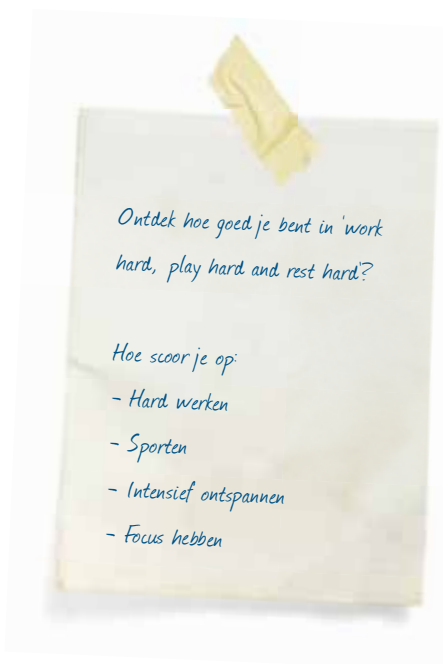 Ontdek hoe goed je bent in 'work
hard, play hard and rest hard'?
Hoe scoor je op:
- Hard werken
- Sporten
- Intensief ontspannen
- Focus hebben